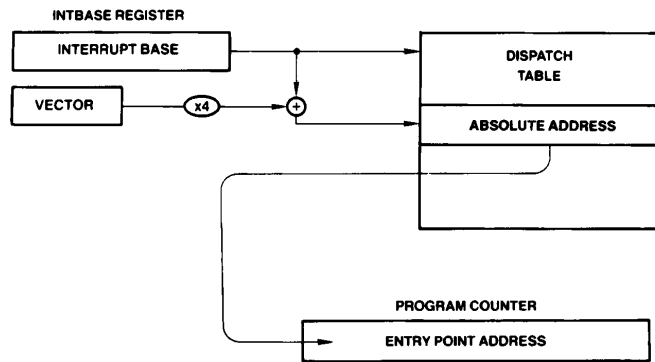 INTBASE REGISTER
INTERRUPT BASE
VECTOR
x4
+
DISPATCH
TABLE
ABSOLUTE ADDRESS
PROGRAM COUNTER
ENTRY POINT ADDRESS